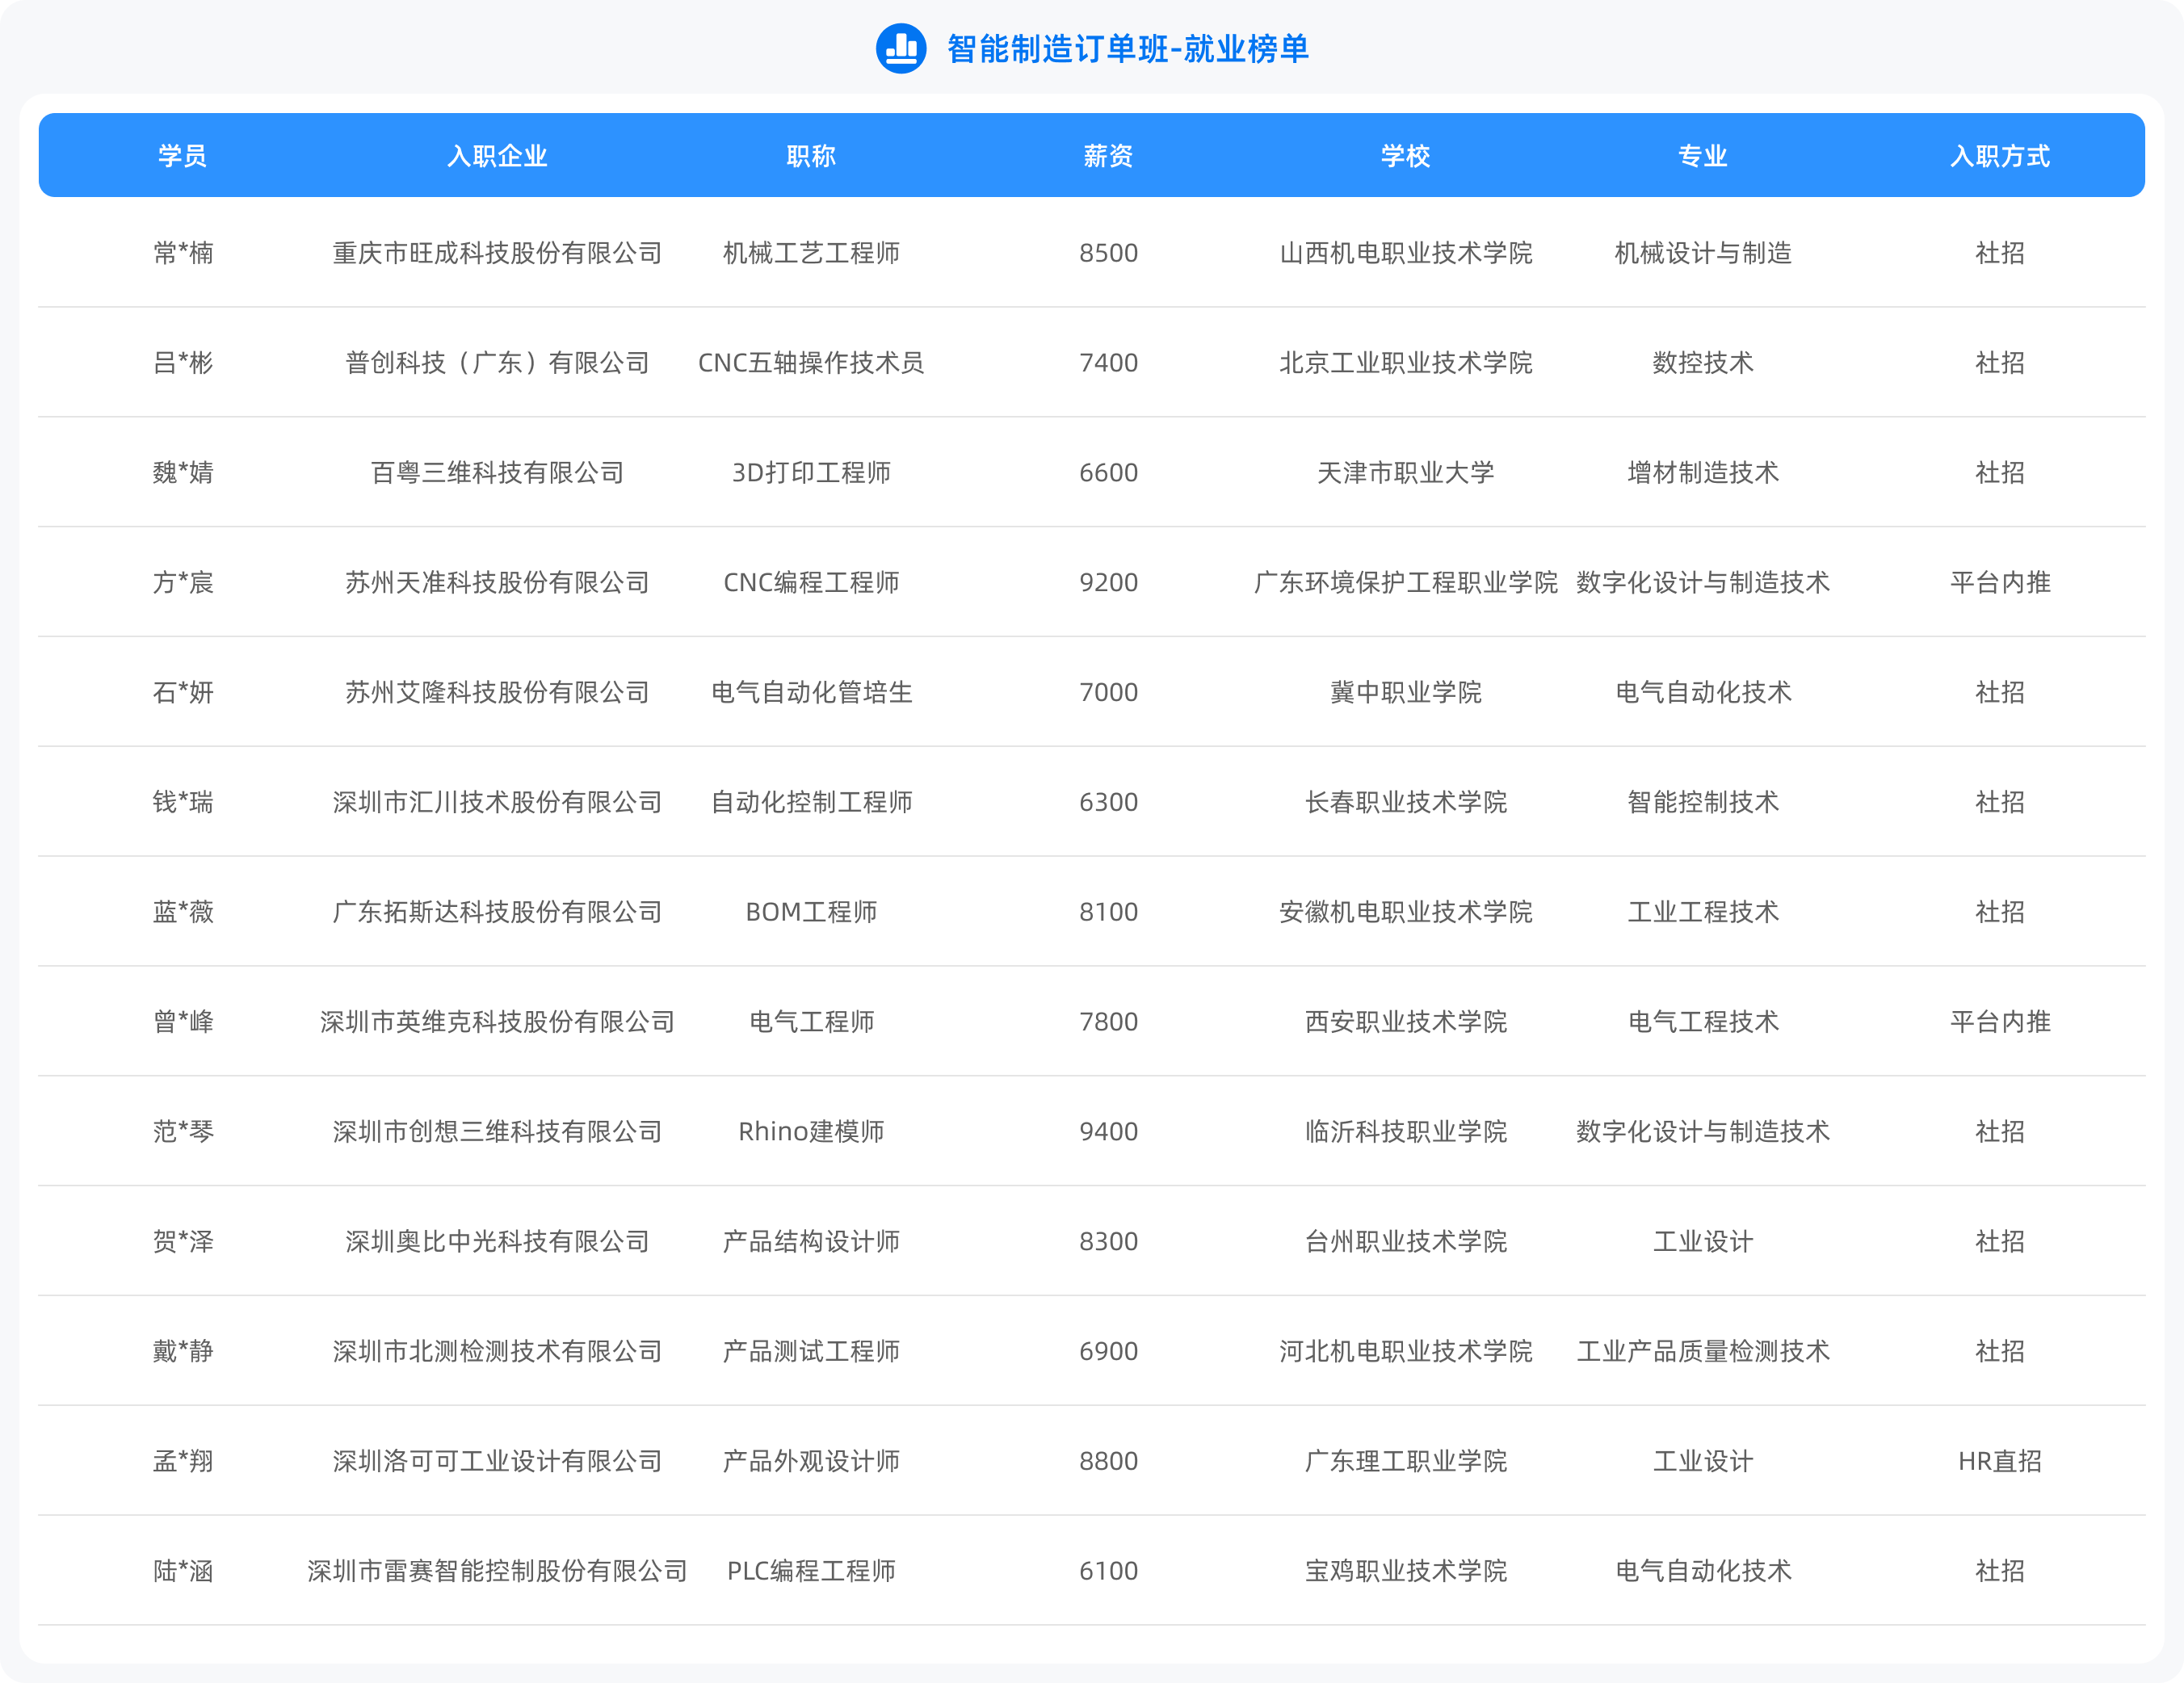 智能制造订单班-就业榜单
学员 入职企业 职称 薪资 学校 专业 入职方式
常*楠 重庆市旺成科技股份有限公司 机械工艺工程师 8500 山西机电职业技术学院 机械设计与制造 社招
吕*彬 普创科技（广东）有限公司 CNC五轴操作技术员 7400 北京工业职业技术学院 数控技术 社招
魏*婧 百粤三维科技有限公司 3D打印工程师 6600 天津市职业大学 增材制造技术 社招
方*宸 苏州天准科技股份有限公司 CNC编程工程师 9200 广东环境保护工程职业学院 数字化设计与制造技术 平台内推
石*妍 苏州艾隆科技股份有限公司 电气自动化管培生 7000 冀中职业学院 电气自动化技术 社招
钱*瑞 深圳市汇川技术股份有限公司 自动化控制工程师 6300 长春职业技术学院 智能控制技术 社招
蓝*薇 广东拓斯达科技股份有限公司 BOM工程师 8100 安徽机电职业技术学院 工业工程技术 社招
曾*峰 深圳市英维克科技股份有限公司 电气工程师 7800 西安职业技术学院 电气工程技术 平台内推
范*琴 深圳市创想三维科技有限公司 Rhino建模师 9400 临沂科技职业学院 数字化设计与制造技术 社招
贺*泽 深圳奥比中光科技有限公司 产品结构设计师 8300 台州职业技术学院 工业设计 社招
戴*静 深圳市北测检测技术有限公司 产品测试工程师 6900 河北机电职业技术学院 工业产品质量检测技术 社招
孟*翔 深圳洛可可工业设计有限公司 产品外观设计师 8800 广东理工职业学院 工业设计 HR直招
陆*涵 深圳市雷赛智能控制股份有限公司 PLC编程工程师 6100 宝鸡职业技术学院 电气自动化技术 社招